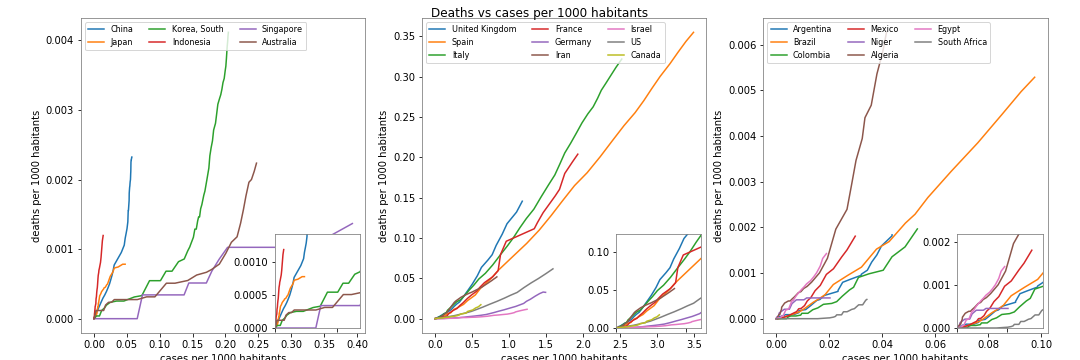 Deaths vs cases per 1000 habitants
China Korea, South Singapore
Japan Indonesia Australia
0.004
0.003
0.002
0.001
0.000
deaths per 1000 habitants
0.00 0.05 0.10 0.15 0.20 0.25 0.30 0.35 0.40
cases per 1000 habitants
0.0010
0.0005
0.0000
United Kingdom France Israel
Spain Germany US
Italy Iran Canada
0.35
0.30
0.25
0.20
0.15
0.10
0.05
0.00
deaths per 1000 habitants
0.0 0.5 1.0 1.5 2.0 2.5 3.0 3.5
cases per 1000 habitants
0.10
0.05
0.00
Argentina Mexico Egypt
Brazil Niger South Africa
Colombia Algeria
0.006
0.005
0.004
0.003
0.002
0.001
0.000
deaths per 1000 habitants
0.00 0.02 0.04 0.06 0.08 0.10
cases per 1000 habitants
0.002
0.001
0.000